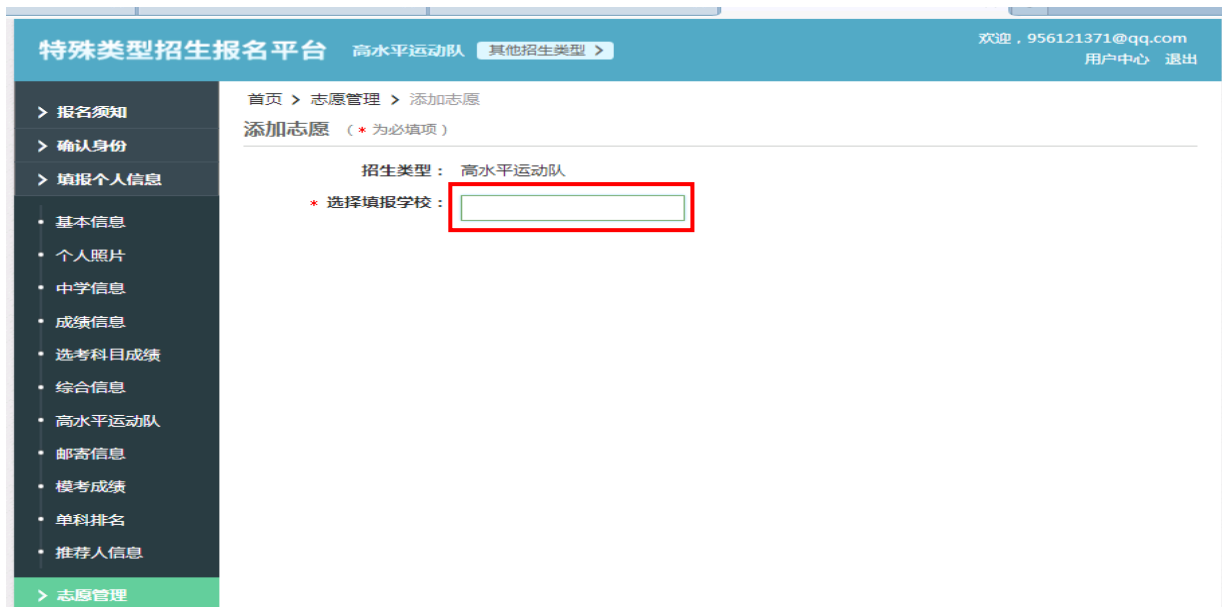 特殊类型招生报名平台 高水平运动队 其他招生类型 >
欢迎，956121371@qq.com
用户中心 退出
> 报名须知
> 确认身份
> 填报个人信息
• 基本信息
• 个人照片
• 中学信息
• 成绩信息
• 选考科目成绩
• 综合信息
• 高水平运动队
• 邮寄信息
• 模考成绩
• 单科排名
• 推荐人信息
> 志愿管理
首页 > 志愿管理 > 添加志愿
添加志愿 （* 为必填项）
招生类型： 高水平运动队
* 选择填报学校：